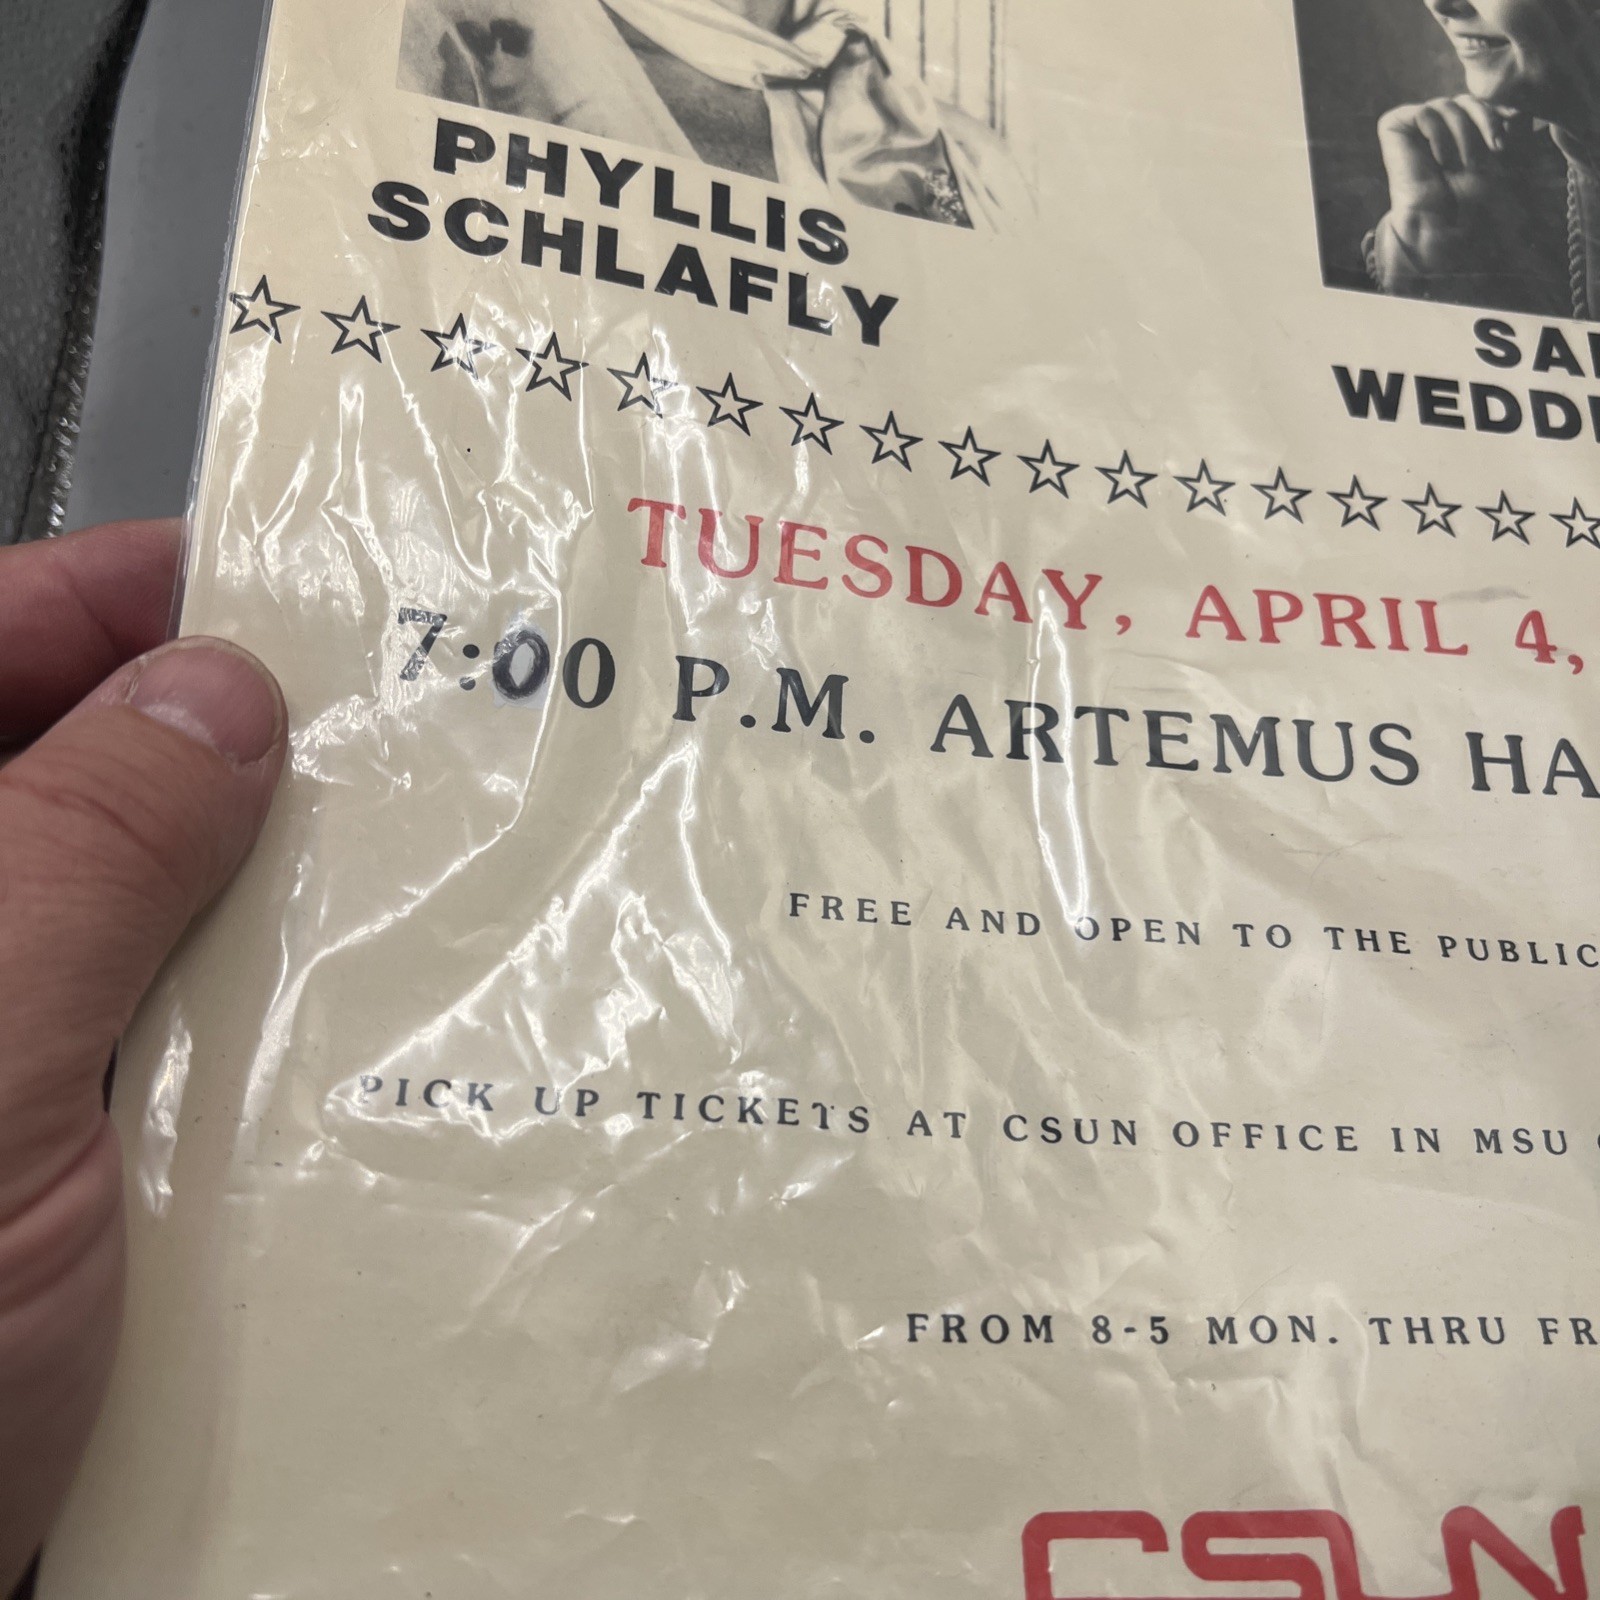 PHYLLIS
SCHLAFLY
WEDD
TUESDAY, APRIL 4,
7:00 P.M. ARTEMUS HA
FREE AND OPEN TO THE PUBLIC
PICK UP TICKETS AT CSUN OFFICE IN MSU
FROM 8-5 MON. THRU FR
CSUN